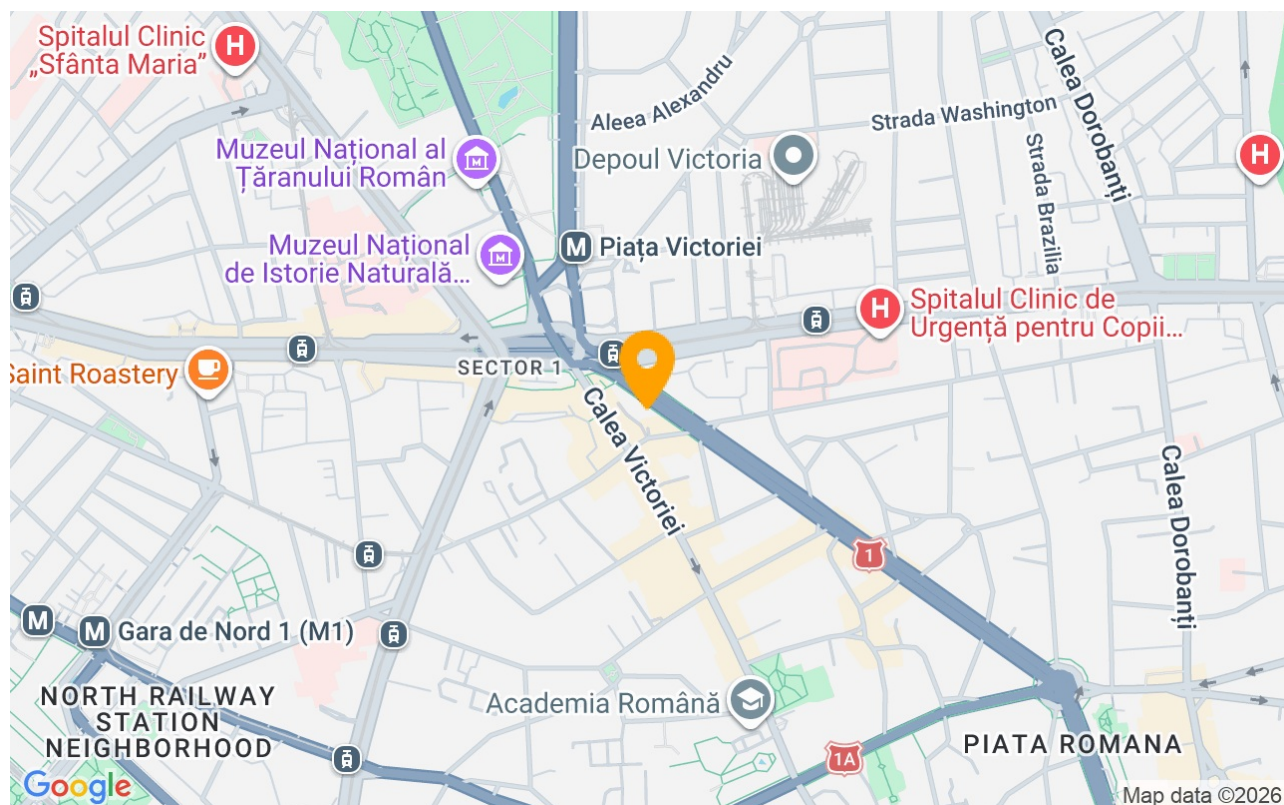 Spitalul Clinic
„Sfânta Maria”
H
Calea Dorobanți
Aleea Alexandru
Strada Washington
Muzeul Național al
Țăranului Român
M
Depoul Victoria
Strada Brazilia
H
Muzeul Național
de Istorie Naturală...
M
M
Piața Victoriei
H
Spitalul Clinic de
Urgență pentru Copii...
Saint Roastery
SECTOR 1
Calea Victoriei
Calea Dorobanți
1
M
M
Gara de Nord 1 (M1)
NORTH RAILWAY
STATION
NEIGHBORHOOD
Academia Română
1A
PIATA ROMANA
Google
Map data ©2026